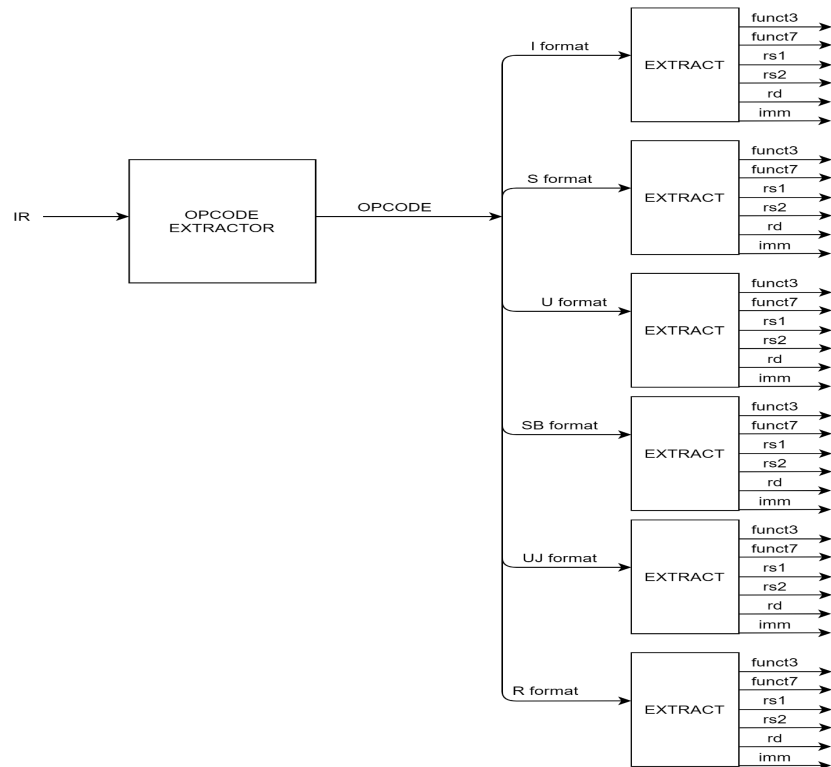 IR
OPCODE
EXTRACTOR
OPCODE
I format
EXTRACT
funct3
funct7
rs1
rs2
rd
imm
S format
EXTRACT
funct3
funct7
rs1
rs2
rd
imm
U format
EXTRACT
funct3
funct7
rs1
rs2
rd
imm
SB format
EXTRACT
funct3
funct7
rs1
rs2
rd
imm
UJ format
EXTRACT
funct3
funct7
rs1
rs2
rd
imm
R format
EXTRACT
funct3
funct7
rs1
rs2
rd
imm